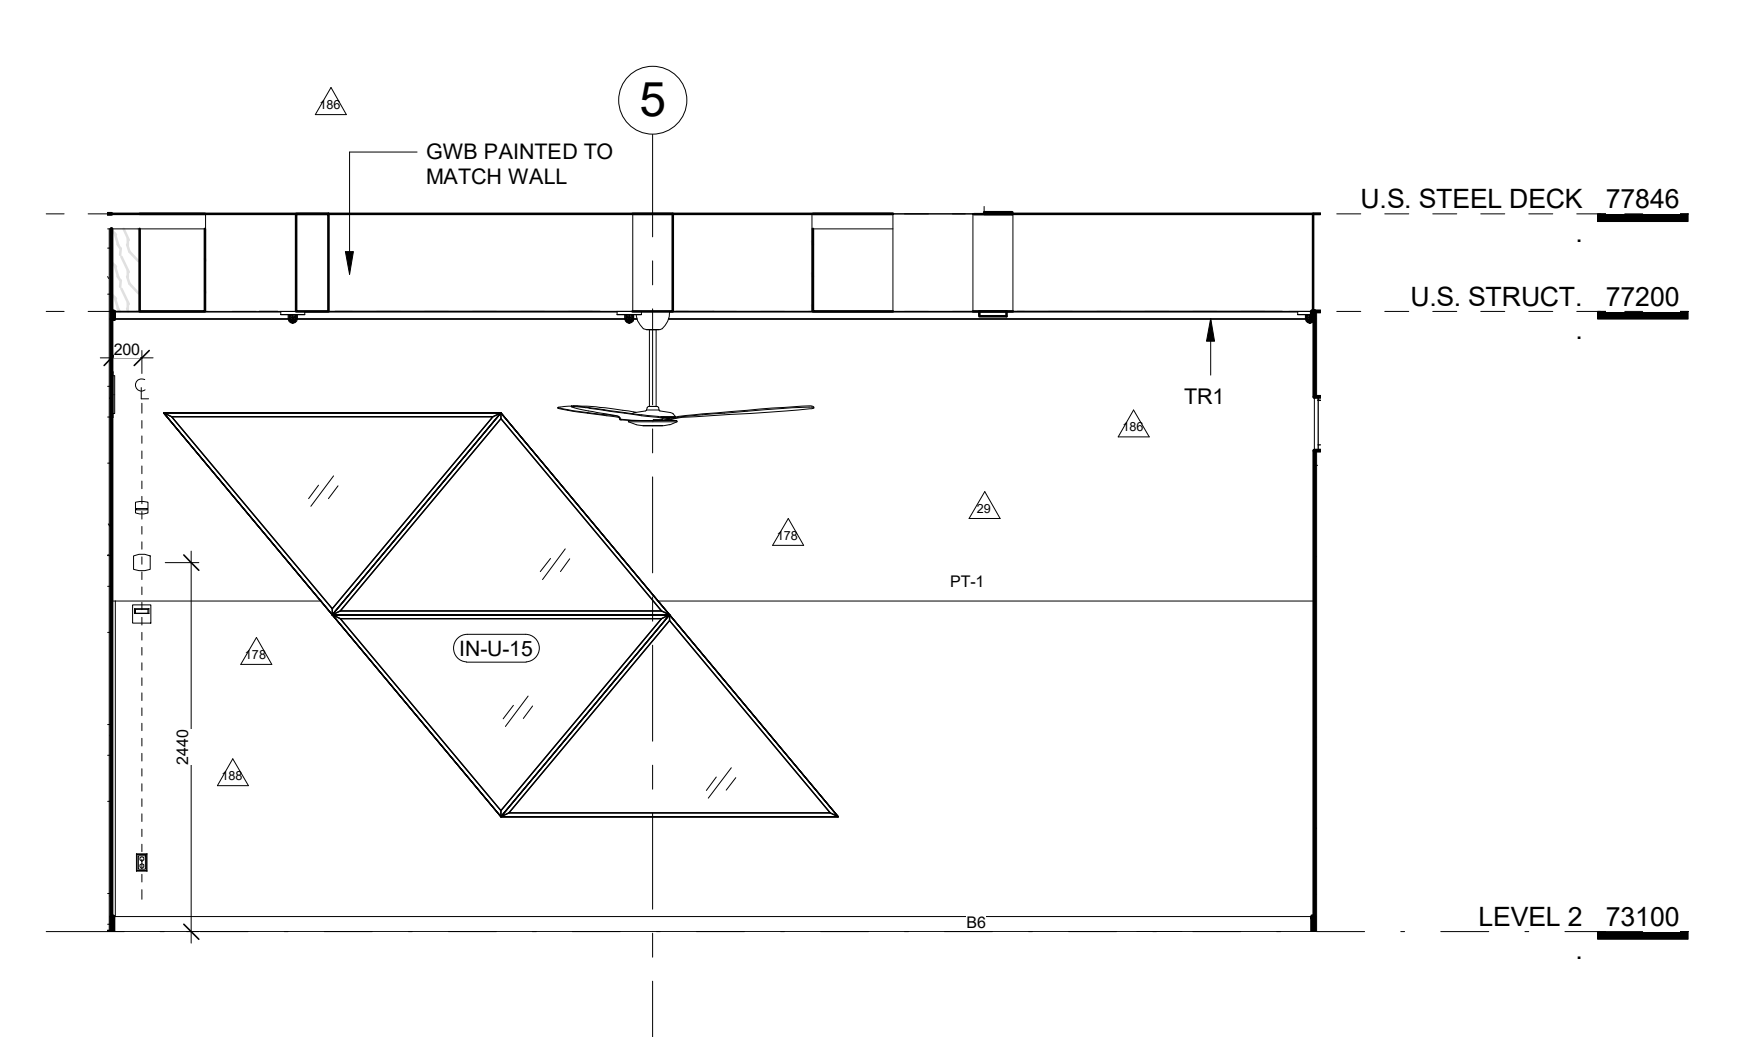 186
5
GWB PAINTED TO
MATCH WALL
U.S. STEEL DECK 77846
.
U.S. STRUCT. 77200
.
200
CL
TR1
186
29
178
PT-1
IN-U-15
178
2440
188
B6
LEVEL 2 73100
.